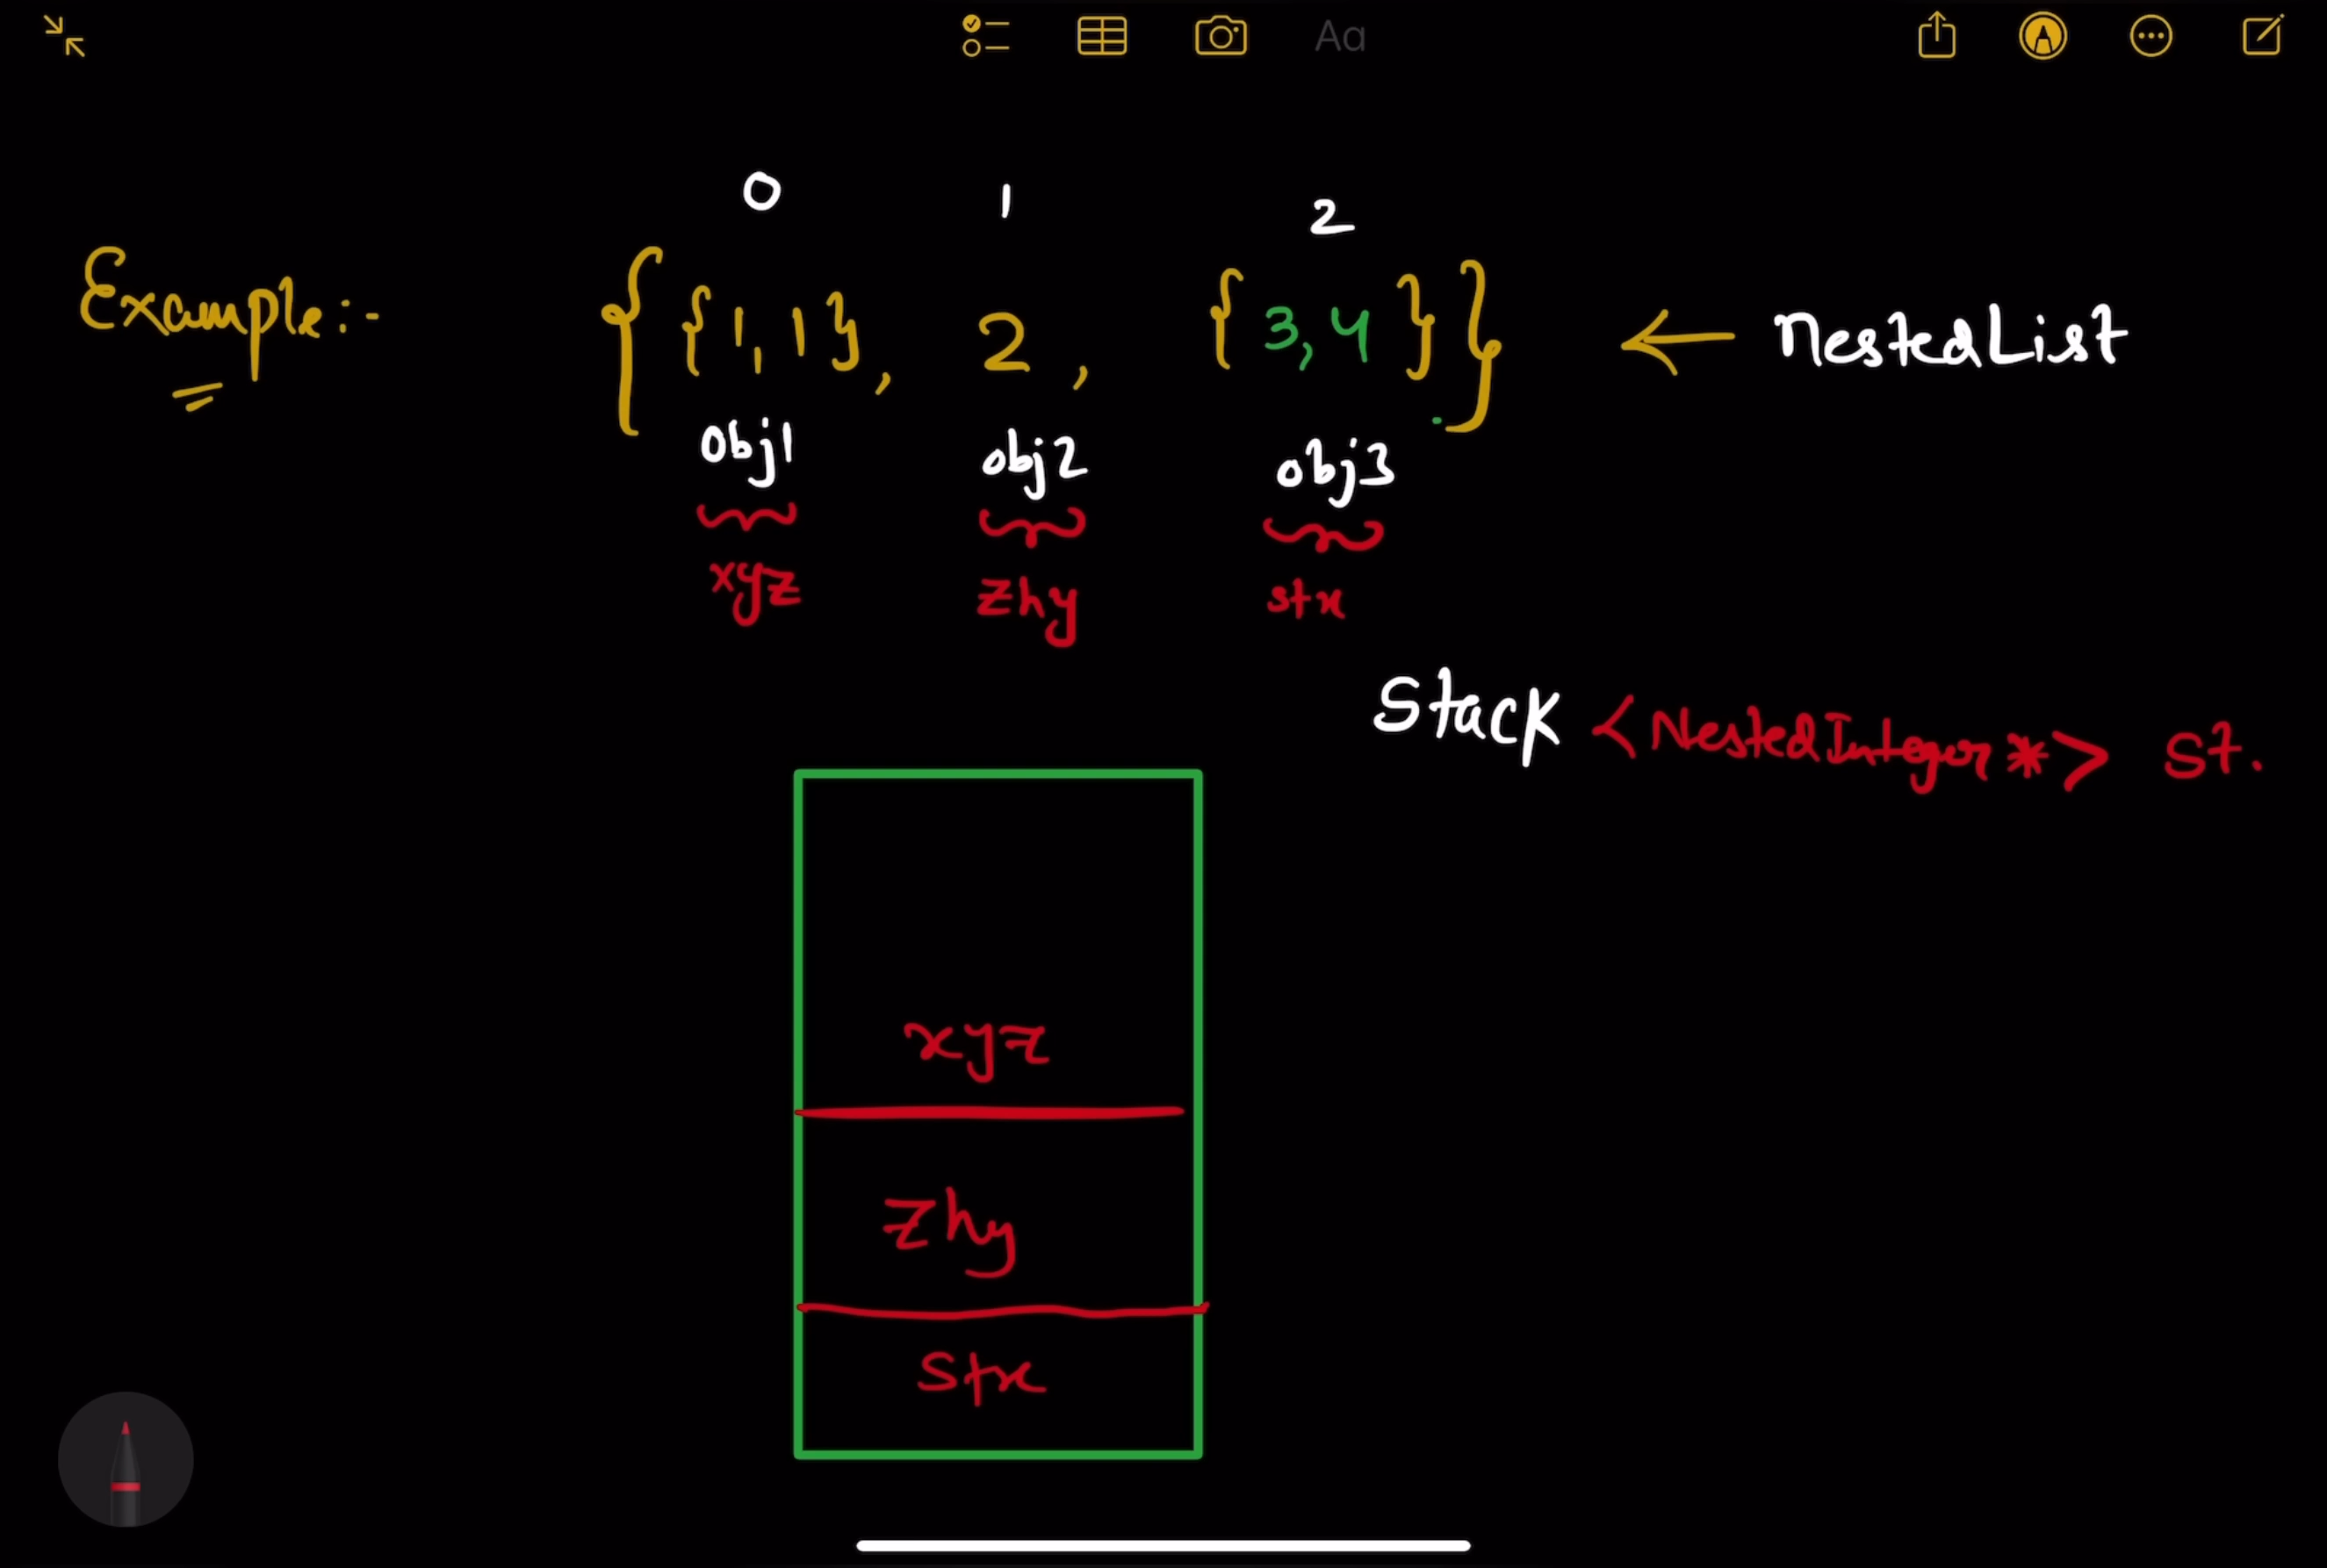 Aa
0 1 2
Example:- {{1,1}, 2, {3,4}} ← nestedList
obj1 obj2 obj3
xyz zhy stx
Stack <NestedInteger*> st.
xyz
zhy
stx